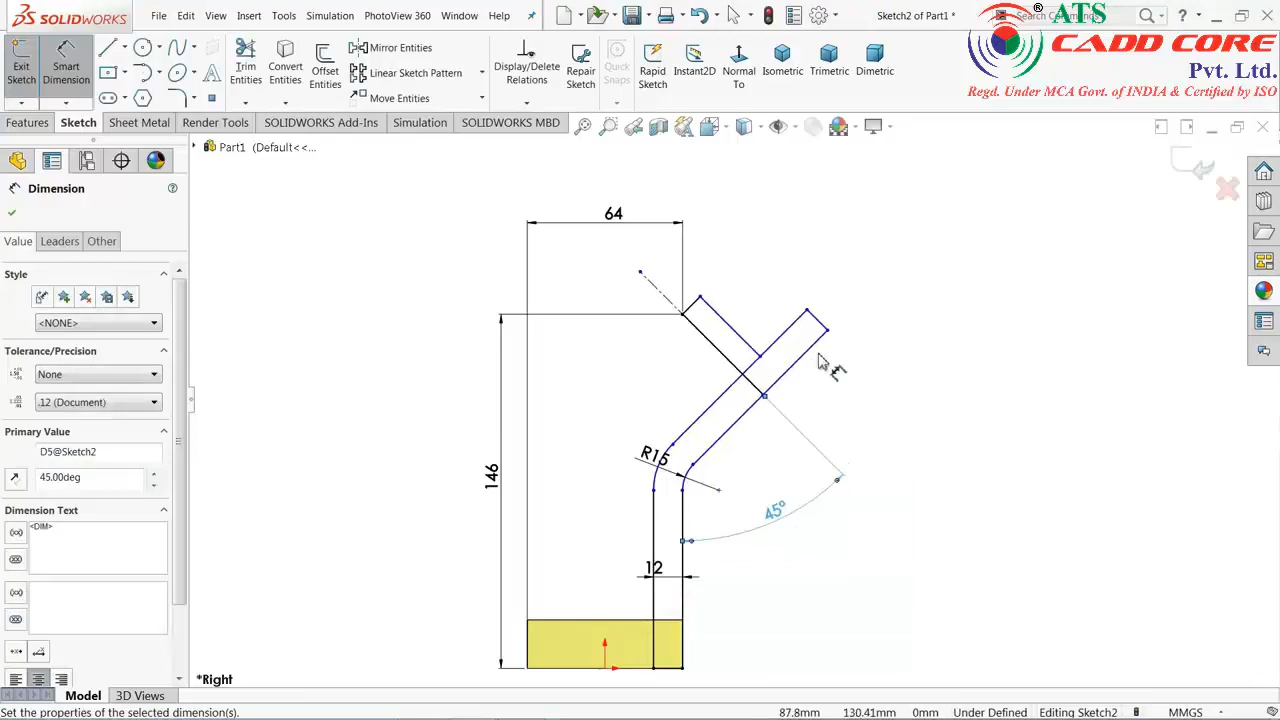 SOLIDWORKS
File Edit View Insert Tools Simulation PhotoView 360 Window Help
Sketch2 of Part1 *
Search Commands
ATS
CADD CORE
Pvt. Ltd.
Regd. Under MCA Govt. of INDIA & Certified by ISO
Exit Sketch
Smart Dimension
Trim Entities
Convert Entities
Offset Entities
Mirror Entities
Linear Sketch Pattern
Move Entities
Display/Delete Relations
Repair Sketch
Quick Snaps
Rapid Sketch
Instant2D
Normal To
Isometric
Trimetric
Dimetric
Features Sketch Sheet Metal Render Tools SOLIDWORKS Add-Ins Simulation SOLIDWORKS MBD
Part1 (Default<<...
Dimension
Value Leaders Other
Style
<NONE>
Tolerance/Precision
None
.12 (Document)
Primary Value
D5@Sketch2
45.00deg
Dimension Text
<DIM>
64
146
R15
45°
12
*Right
Model 3D Views
Set the properties of the selected dimension(s).
87.8mm 130.41mm 0mm Under Defined Editing Sketch2 MMGS